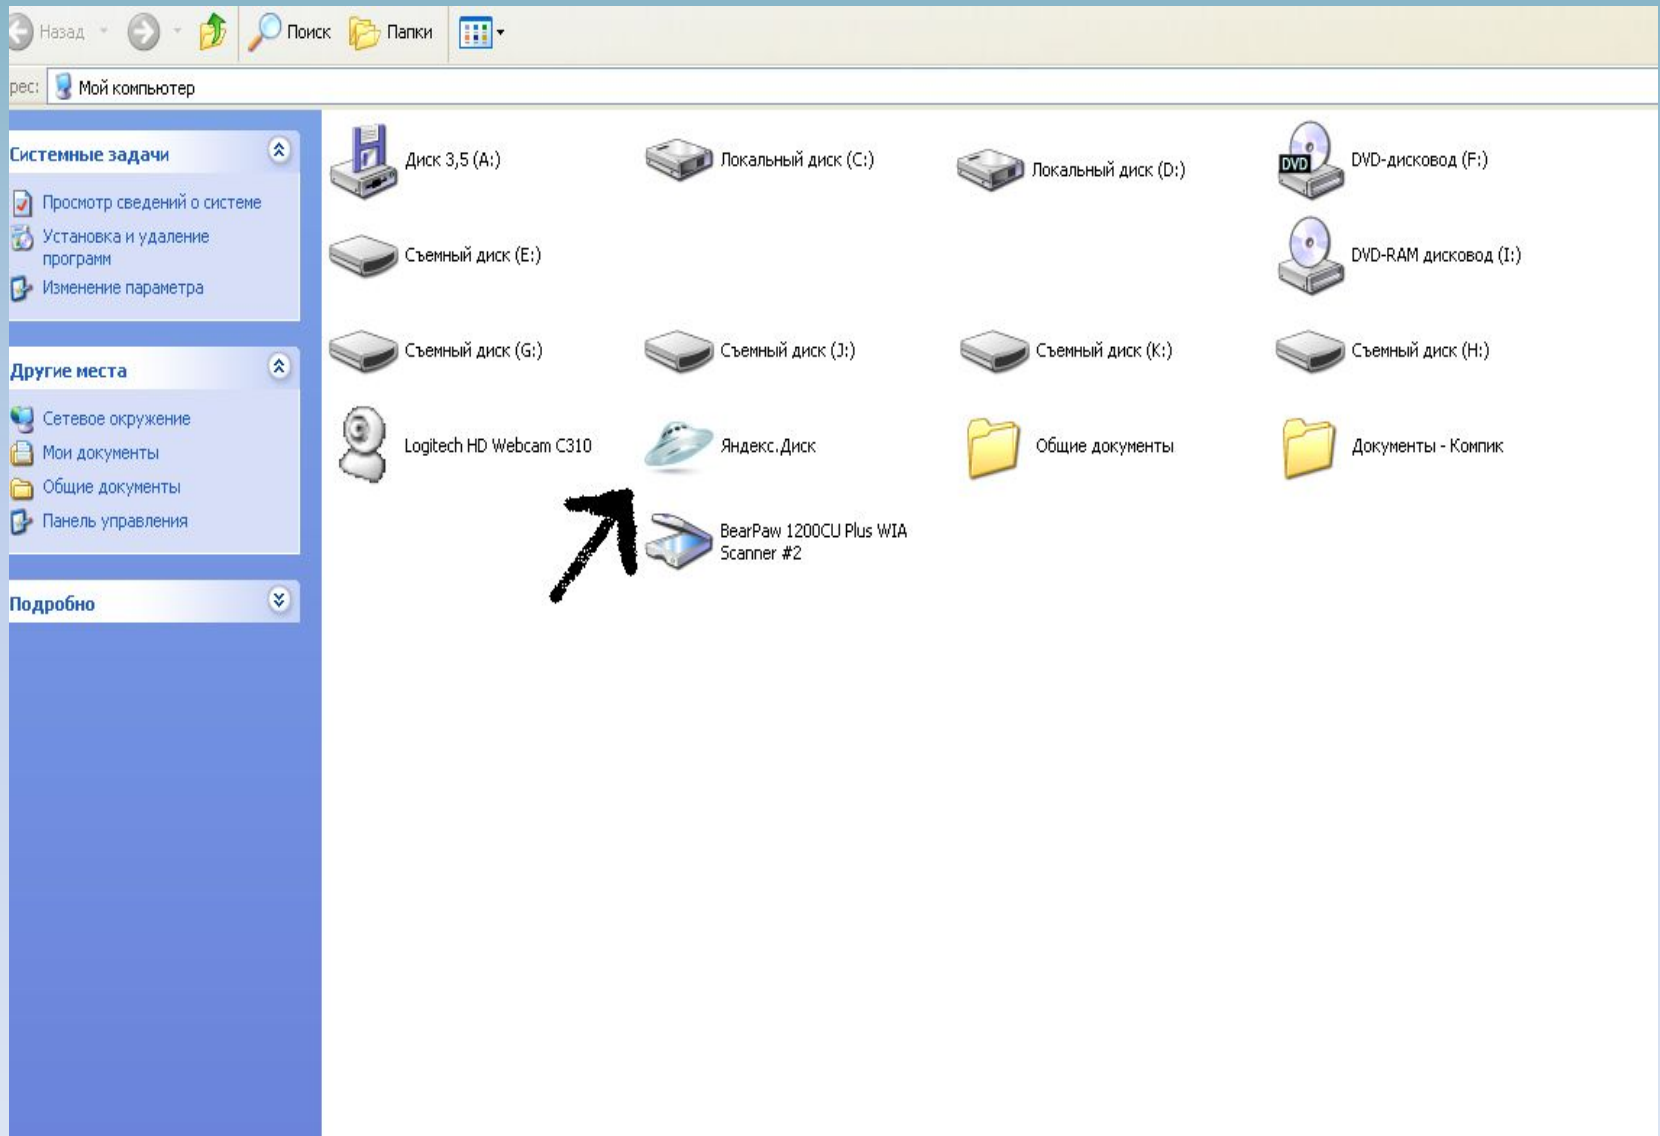 Назад
Поиск
Папки
рес:
Мой компьютер
Системные задачи
Просмотр сведений о системе
Установка и удаление
программ
Изменение параметра
Другие места
Сетевое окружение
Мои документы
Общие документы
Панель управления
Подробно
Диск 3,5 (A:)
Локальный диск (C:)
Локальный диск (D:)
DVD
DVD-дисковод (F:)
Съемный диск (E:)
DVD-RAM дисковод (I:)
Съемный диск (G:)
Съемный диск (J:)
Съемный диск (K:)
Съемный диск (H:)
Logitech HD Webcam C310
Яндекс.Диск
Общие документы
Документы - Компик
BearPaw 1200CU Plus WIA
Scanner #2